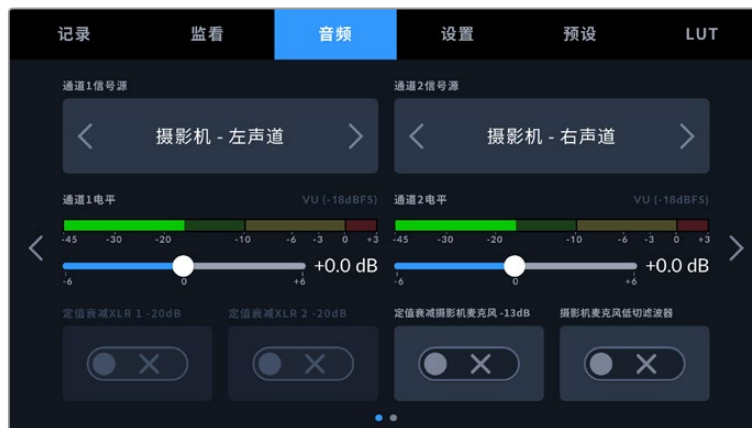 记录 监看 音频 设置 预设 LUT
通道1信号源 通道2信号源
摄影机 - 左声道 摄影机 - 右声道
通道1电平 VU (-18dBFS) 通道2电平 VU (-18dBFS)
-45 -30 -20 -10 -6 -3 0 +3 -45 -30 -20 -10 -6 -3 0 +3
+0.0 dB +0.0 dB
-6 0 +6 -6 0 +6
定值衰减XLR 1 -20dB 定值衰减XLR 2 -20dB 定值衰减摄影机麦克风 -13dB 摄影机麦克风低切滤波器